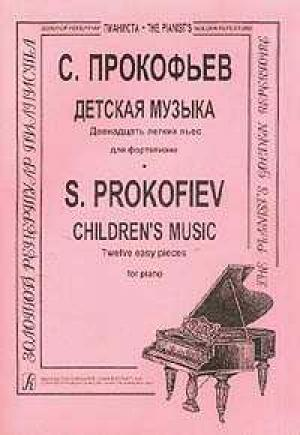 ЗОЛОТОЙ РЕПЕРТУАР ПИАНИСТА • THE PIANIST'S GOLDEN REPERTOIRE
С. ПРОКОФЬЕВ
ДЕТСКАЯ МУЗЫКА
Двенадцать легких пьес
для фортепиано
•
S. PROKOFIEV
CHILDREN'S MUSIC
Twelve easy pieces
for piano
ЗОЛОТОЙ РЕПЕРТУАР ПИАНИСТА
THE PIANIST'S GOLDEN REPERTOIRE